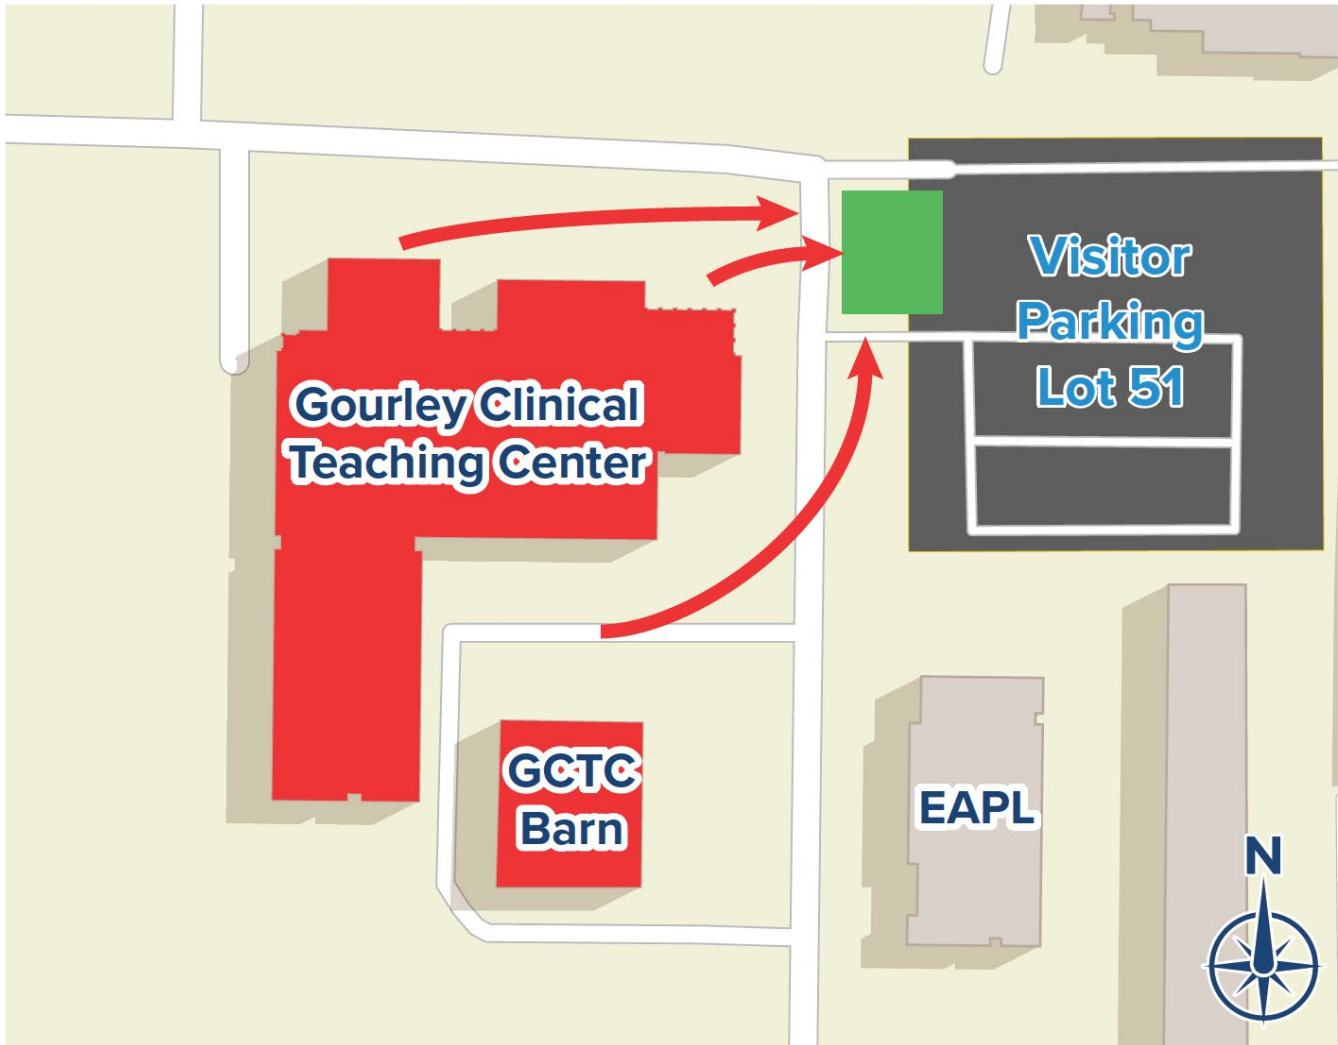 Visitor
Parking
Lot 51
Gourley Clinical
Teaching Center
GCTC
Barn
EAPL
N